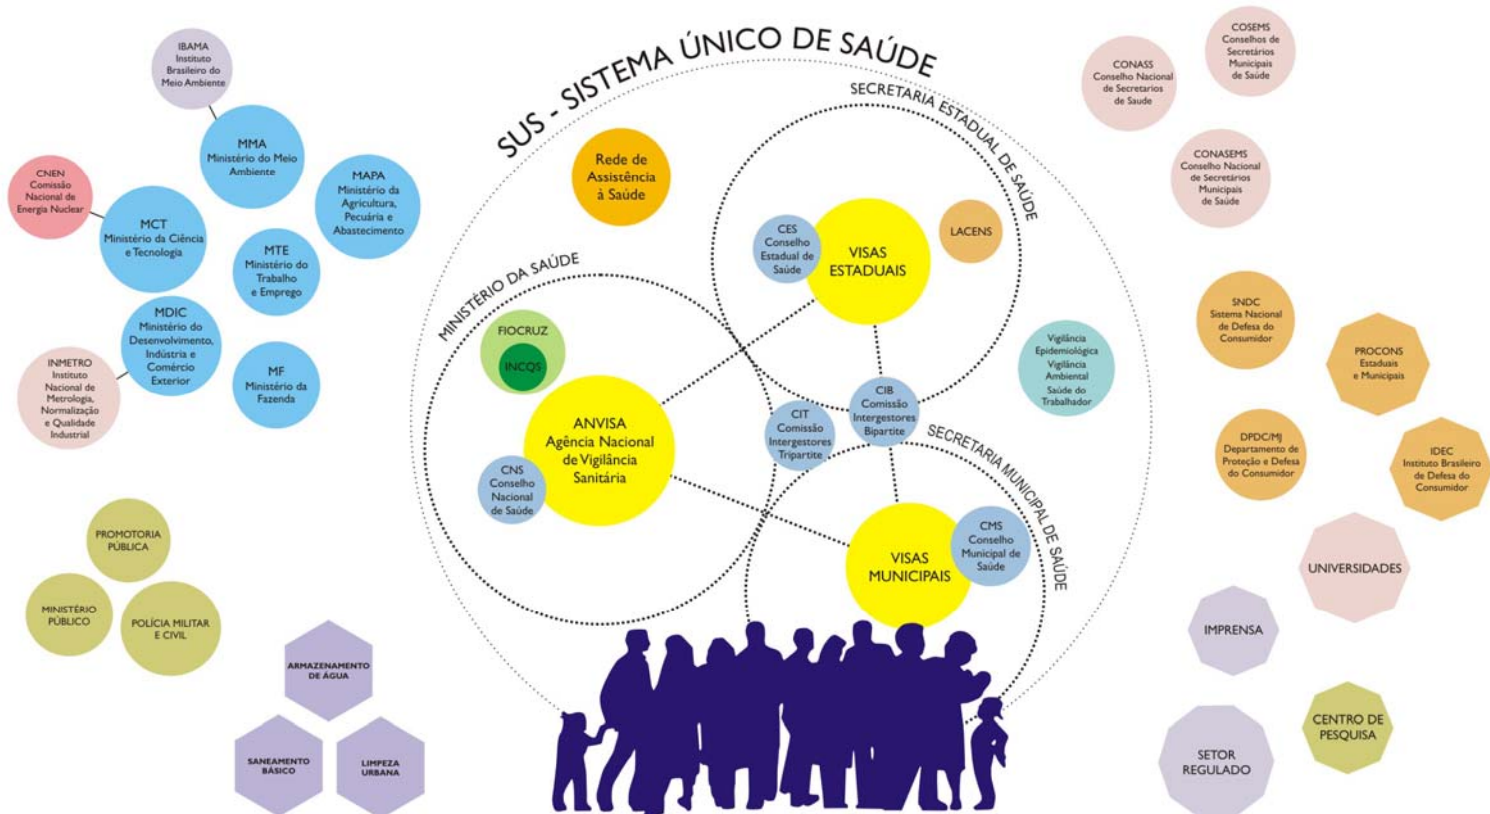 SUS - SISTEMA ÚNICO DE SAÚDE
IBAMA
Instituto
Brasileiro do
Meio Ambiente
MMA
Ministério do Meio
Ambiente
CNEN
Comissão
Nacional de
Energia Nuclear
MCT
Ministério da Ciência
e Tecnologia
MAPA
Ministério da
Agricultura,
Pecuária e
Abastecimento
MTE
Ministério do
Trabalho
e Emprego
MDIC
Ministério do
Desenvolvimento,
Indústria e
Comércio
Exterior
INMETRO
Instituto
Nacional de
Metrologia,
Normalização
e Qualidade
Industrial
MF
Ministério da
Fazenda
PROMOTORIA
PÚBLICA
MINISTÉRIO
PÚBLICO
POLÍCIA MILITAR
E CIVIL
ARMAZENAMENTO
DE ÁGUA
SANEAMENTO
BÁSICO
LIMPEZA
URBANA
Rede de
Assistência
à Saúde
SECRETARIA ESTADUAL DE SAÚDE
CES
Conselho
Estadual de
Saúde
VISAS
ESTADUAIS
LACENS
MINISTÉRIO DA SAÚDE
FIOCRUZ
INCQS
ANVISA
Agência Nacional
de Vigilância
Sanitária
CNS
Conselho
Nacional
de Saúde
CIT
Comissão
Intergestores
Tripartite
CIB
Comissão
Intergestores
Bipartite
SECRETARIA MUNICIPAL DE SAÚDE
VISAS
MUNICIPAIS
CMS
Conselho
Municipal de
Saúde
Vigilância
Epidemiológica
Vigilância
Ambiental
Saúde do
Trabalhador
COSEMS
Conselhos de
Secretários
Municipais
de Saúde
CONASS
Conselho Nacional
de Secretarios
de Saude
CONASEMS
Conselho Nacional
de Secretários
Municipais
de Saúde
SNDC
Sistema Nacional
de Defesa do
Consumidor
PROCONS
Estaduais
e Municipais
DPDC/MJ
Departamento de
Proteção e Defesa
do Consumidor
IDEC
Instituto Brasileiro
de Defesa do
Consumidor
UNIVERSIDADES
IMPRENSA
CENTRO DE
PESQUISA
SETOR
REGULADO